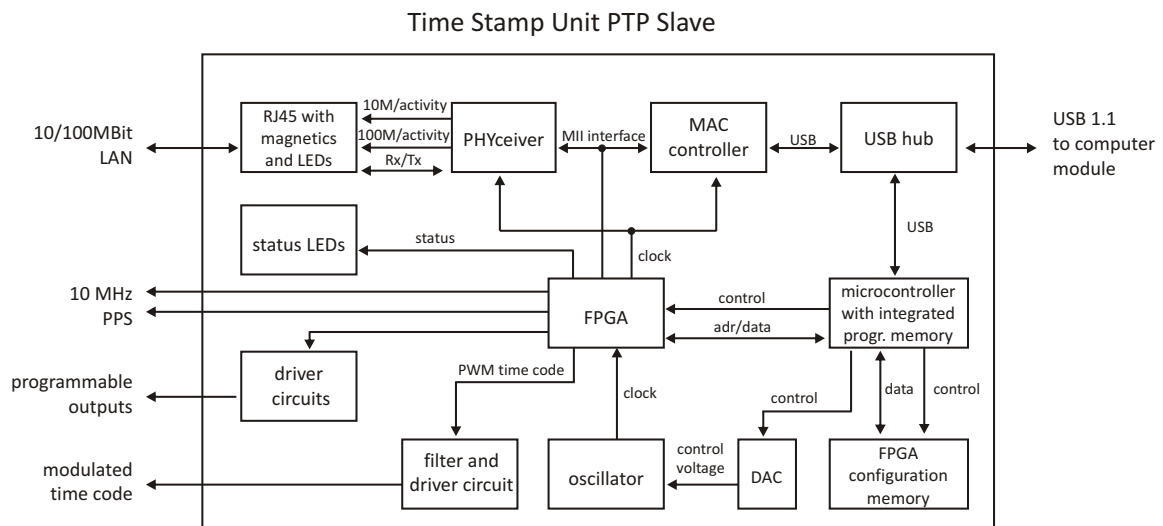 Time Stamp Unit PTP Slave
10/100MBit
LAN
RJ45 with
magnetics
and LEDs
10M/activity
100M/activity
Rx/Tx
PHYceiver
MII interface
MAC
controller
USB
USB hub
USB 1.1
to computer
module
status LEDs
status
clock
USB
10 MHz
PPS
FPGA
control
adr/data
microcontroller
with integrated
progr. memory
programmable
outputs
driver
circuits
PWM time code
clock
control
data
control
modulated
time code
filter and
driver circuit
oscillator
control
voltage
DAC
FPGA
configuration
memory